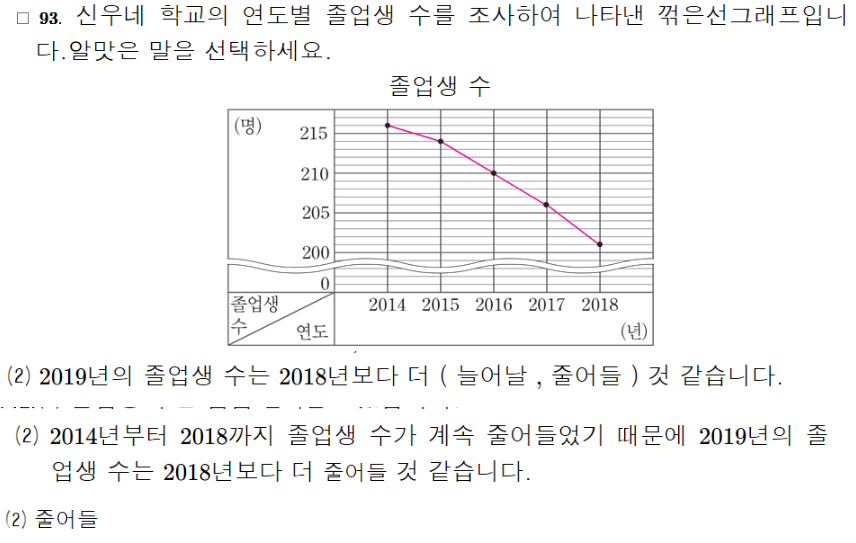 □ 93. 신우네 학교의 연도별 졸업생 수를 조사하여 나타낸 꺾은선그래프입니
다.알맞은 말을 선택하세요.
졸업생 수
(명)
215
210
205
200
0
졸업생
수
연도
2014 2015 2016 2017 2018
(년)
(2) 2019년의 졸업생 수는 2018년보다 더 ( 늘어날 , 줄어들 ) 것 같습니다.
(2) 2014년부터 2018까지 졸업생 수가 계속 줄어들었기 때문에 2019년의 졸
업생 수는 2018년보다 더 줄어들 것 같습니다.
(2) 줄어들